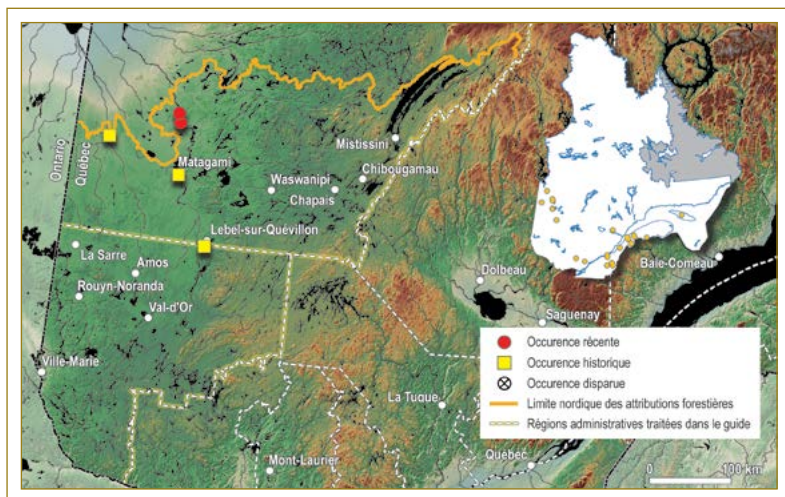 Ontario
Québec
Matagami
Mistissini
Waswanipi
Chibougamau
Chapais
Lebel-sur-Quévillon
La Sarre
Amos
Rouyn-Noranda
Val-d'Or
Dolbeau
Baie-Comeau
Saguenay
Ville-Marie
La Tuque
Mont-Laurier
Québec
Occurence récente
Occurence historique
Occurence disparue
Limite nordique des attributions forestières
Régions administratives traitées dans le guide
0 100 km